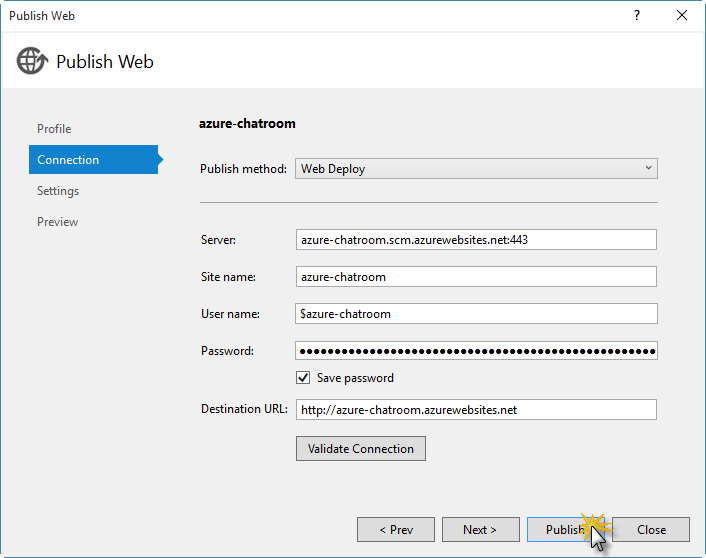 Publish Web
?
Publish Web
Profile
Connection
Settings
Preview
azure-chatroom
Publish method: Web Deploy
Server: azure-chatroom.scm.azurewebsites.net:443
Site name: azure-chatroom
User name: $azure-chatroom
Password: ●●●●●●●●●●●●●●●●●●●●●●●●●●●●●●●●●●●●●●●●●●●●●●●●●●●
Save password
Destination URL: http://azure-chatroom.azurewebsites.net
Validate Connection
< Prev Next > Publish Close